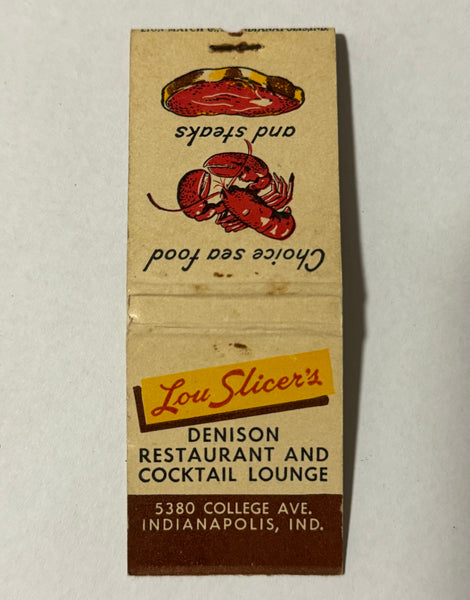 Choice sea food
and steaks
Lou Slicer's
DENISON
RESTAURANT AND
COCKTAIL LOUNGE
5380 COLLEGE AVE.
INDIANAPOLIS, IND.